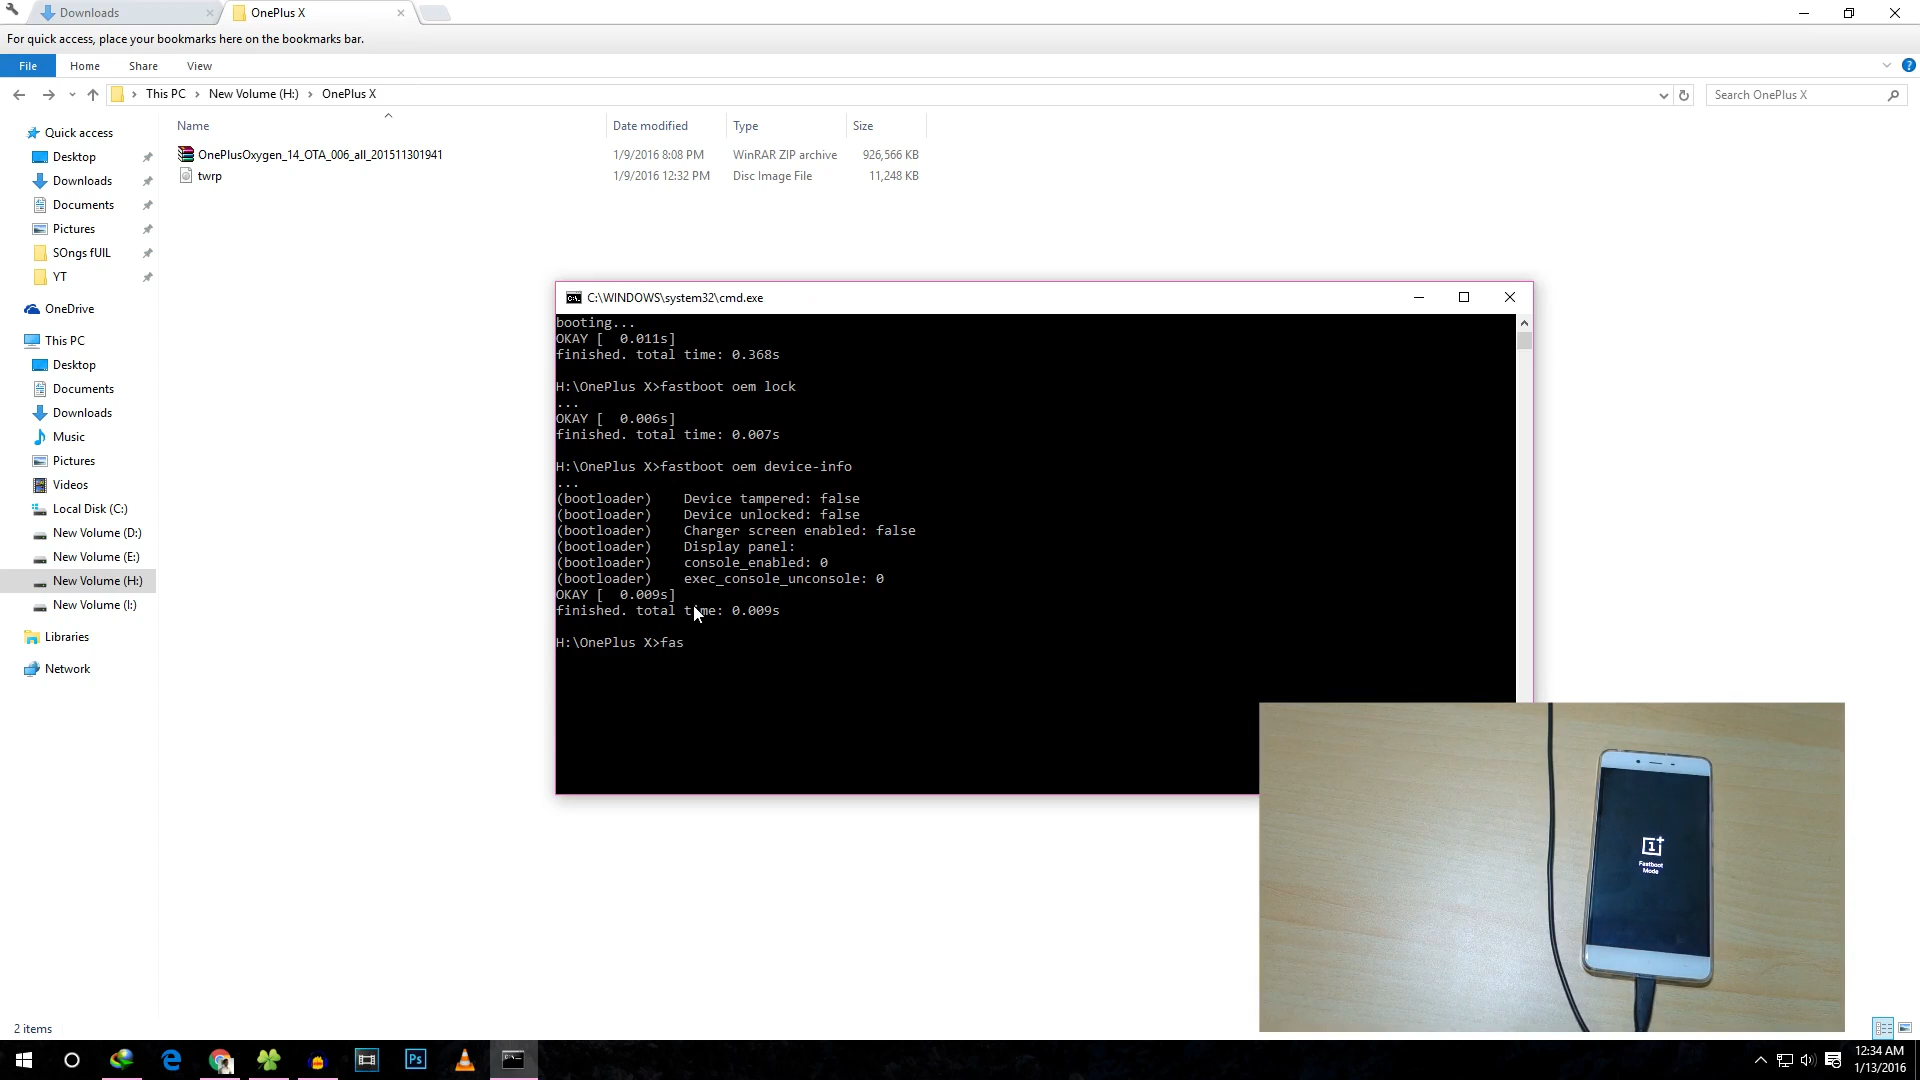 Downloads
OnePlus X
For quick access, place your bookmarks here on the bookmarks bar.
File Home Share View
This PC New Volume (H:) OnePlus X
Search OnePlus X
Name Date modified Type Size
OnePlusOxygen_14_OTA_006_all_201511301941 1/9/2016 8:08 PM WinRAR ZIP archive 926,566 KB
twrp 1/9/2016 12:32 PM Disc Image File 11,248 KB
Quick access
Desktop
Downloads
Documents
Pictures
SOngs fUlL
YT
OneDrive
This PC
Desktop
Documents
Downloads
Music
Pictures
Videos
Local Disk (C:)
New Volume (D:)
New Volume (E:)
New Volume (H:)
New Volume (I:)
Libraries
Network
C:\WINDOWS\system32\cmd.exe
booting...
OKAY [  0.011s]
finished. total time: 0.368s
H:\OnePlus X>fastboot oem lock
...
OKAY [  0.006s]
finished. total time: 0.007s
H:\OnePlus X>fastboot oem device-info
...
(bootloader)    Device tampered: false
(bootloader)    Device unlocked: false
(bootloader)    Charger screen enabled: false
(bootloader)    Display panel:
(bootloader)    console_enabled: 0
(bootloader)    exec_console_unconsole: 0
OKAY [  0.009s]
finished. total time: 0.009s
H:\OnePlus X>fas
1+
Fastboot
Mode
2 items
Ps
12:34 AM
1/13/2016